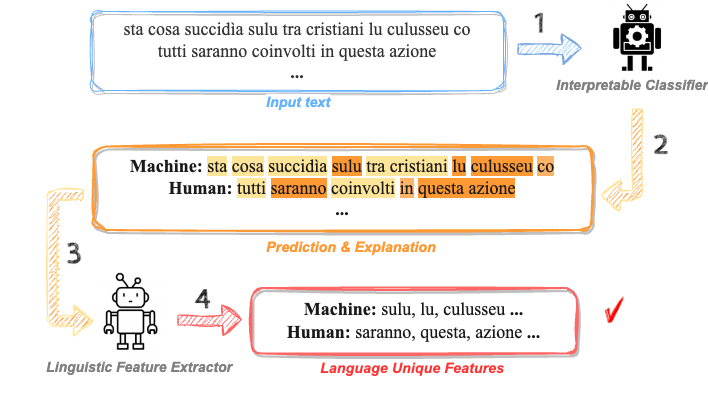 sta cosa succidìa sulu tra cristiani lu culusseu co
tutti saranno coinvolti in questa azione
...
Input text
1
Interpretable Classifier
2
Machine: sta cosa succidìa sulu tra cristiani lu culusseu co
Human: tutti saranno coinvolti in questa azione
...
Prediction & Explanation
3
Linguistic Feature Extractor
4
Machine: sulu, lu, culusseu ...
Human: saranno, questa, azione ...
Language Unique Features